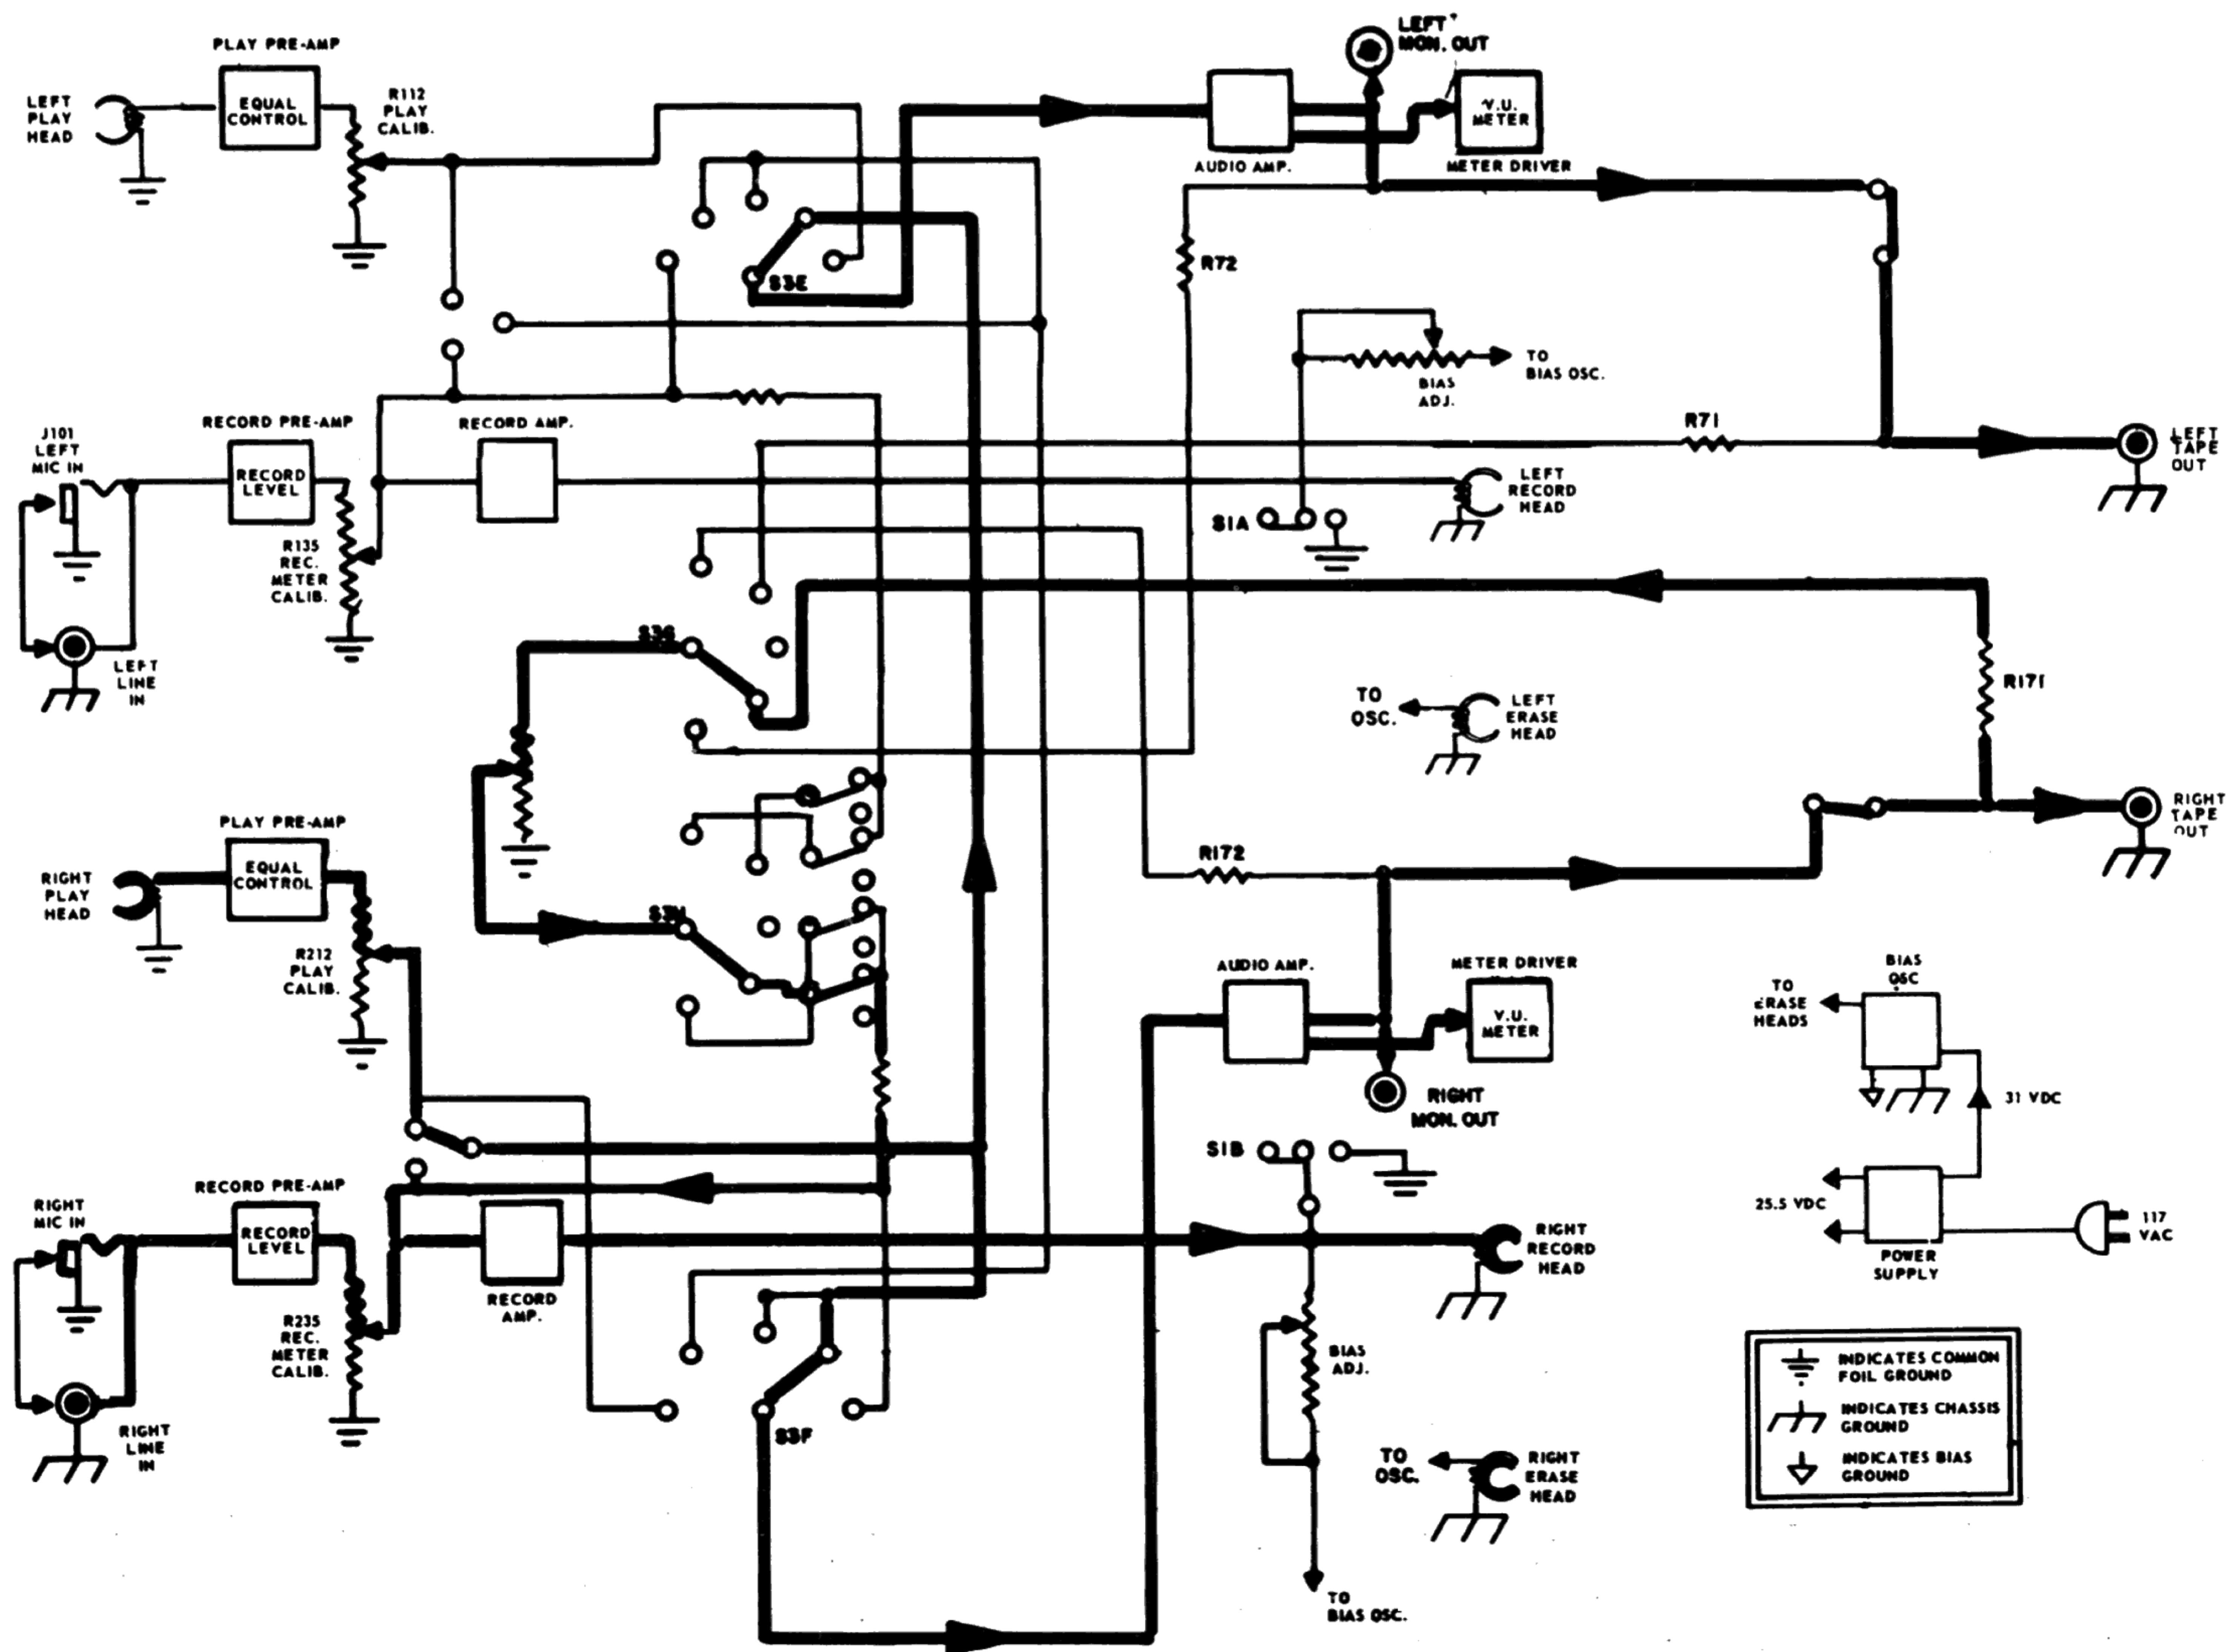 LEFT
MON. OUT
PLAY PRE-AMP
LEFT
PLAY
HEAD
EQUAL
CONTROL
R112
PLAY
CALIB.
V.U.
METER
AUDIO AMP.
METER DRIVER
S3E
R72
TO
BIAS OSC.
BIAS
ADJ.
J101
LEFT
MIC IN
RECORD PRE-AMP
RECORD
LEVEL
RECORD AMP.
R71
LEFT
TAPE
OUT
LEFT
RECORD
HEAD
S1A
R135
REC.
METER
CALIB.
LEFT
LINE
IN
S3G
R171
TO
OSC.
LEFT
ERASE
HEAD
PLAY PRE-AMP
RIGHT
PLAY
HEAD
EQUAL
CONTROL
R172
RIGHT
TAPE
OUT
R212
PLAY
CALIB.
AUDIO AMP.
METER DRIVER
V.U.
METER
BIAS
OSC
TO
ERASE
HEADS
RIGHT
MON. OUT
31 VDC
S1B
25.5 VDC
POWER
SUPPLY
117
VAC
RIGHT
MIC IN
RECORD PRE-AMP
RECORD
LEVEL
RECORD
AMP.
RIGHT
RECORD
HEAD
R235
REC.
METER
CALIB.
BIAS
ADJ.
RIGHT
LINE
IN
S3F
TO
OSC.
RIGHT
ERASE
HEAD
TO
BIAS OSC.
INDICATES COMMON
FOIL GROUND
INDICATES CHASSIS
GROUND
INDICATES BIAS
GROUND